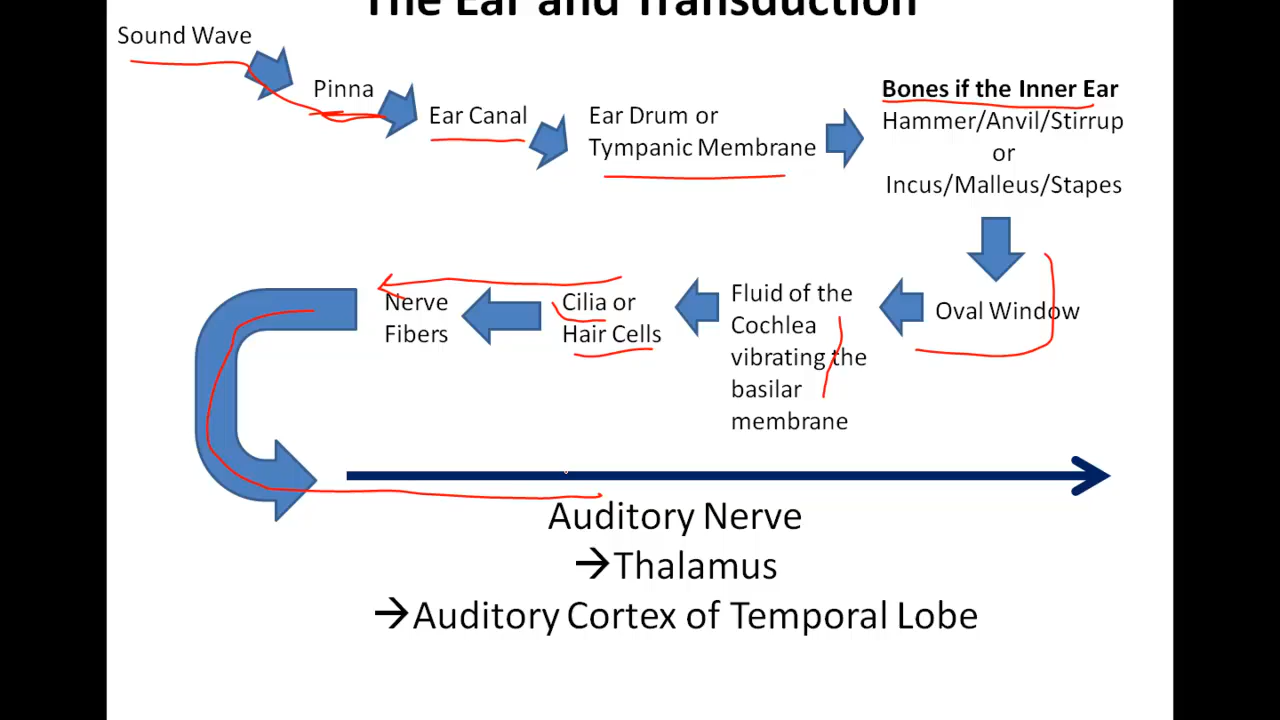 The Ear and Transduction
Sound Wave
Pinna
Ear Canal
Ear Drum or
Tympanic Membrane
Bones if the Inner Ear
Hammer/Anvil/Stirrup
or
Incus/Malleus/Stapes
Oval Window
Fluid of the
Cochlea
vibrating the
basilar
membrane
Cilia or
Hair Cells
Nerve
Fibers
Auditory Nerve
→Thalamus
→Auditory Cortex of Temporal Lobe